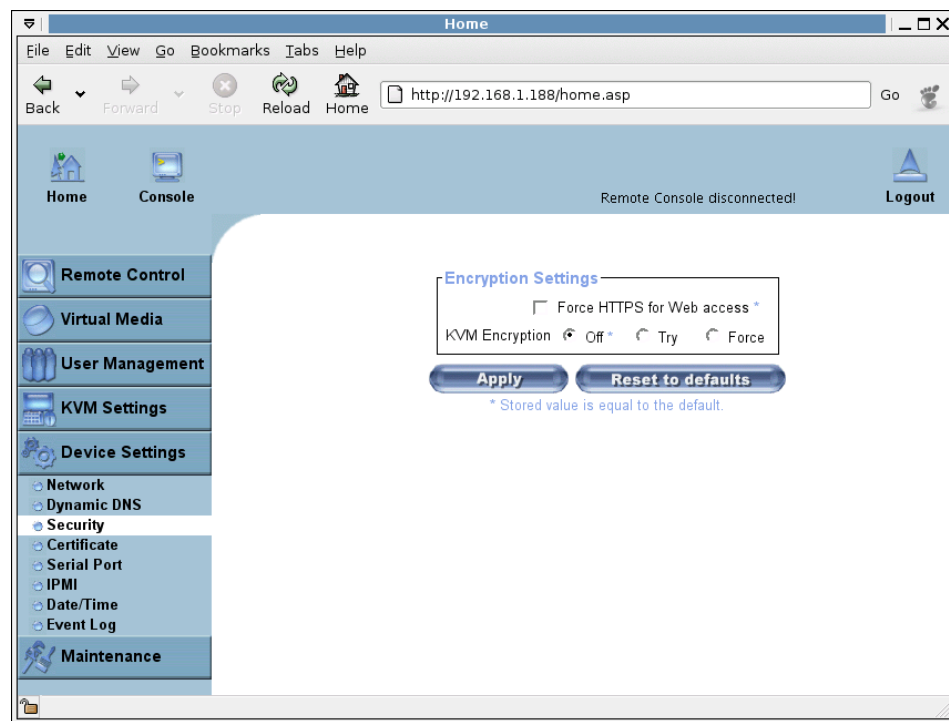 Home
File Edit View Go Bookmarks Tabs Help
Back Forward Stop Reload Home http://192.168.1.188/home.asp Go
Home Console Remote Console disconnected! Logout
Remote Control
Virtual Media
User Management
KVM Settings
Device Settings
Network
Dynamic DNS
Security
Certificate
Serial Port
IPMI
Date/Time
Event Log
Maintenance
Encryption Settings
Force HTTPS for Web access *
KVM Encryption Off * Try Force
Apply Reset to defaults
* Stored value is equal to the default.